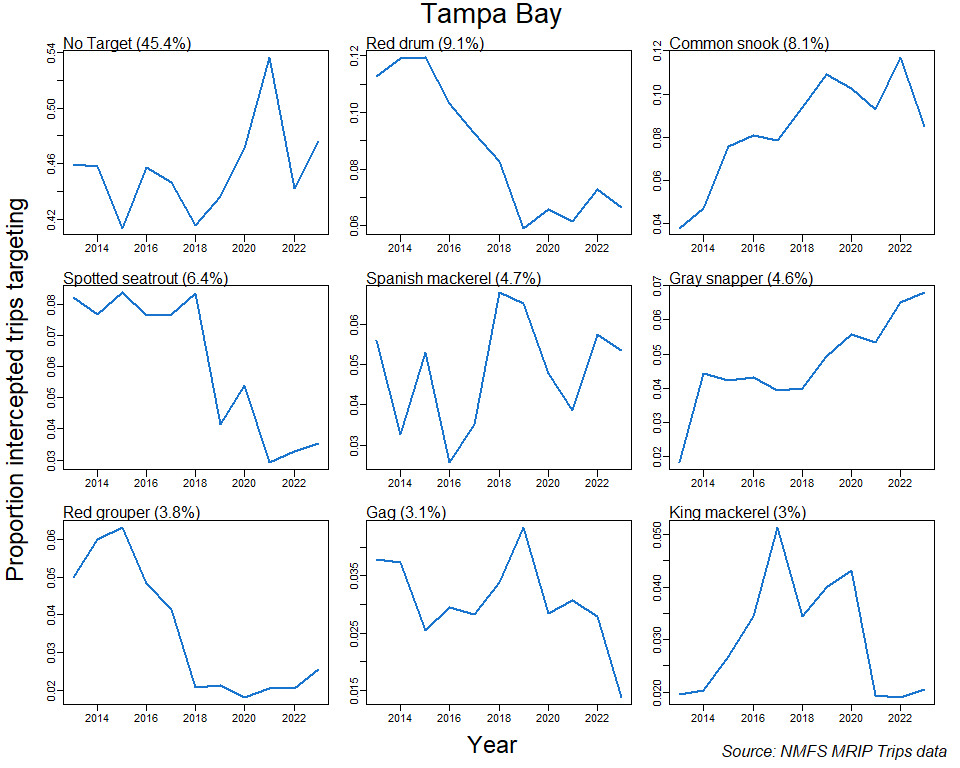 Tampa Bay
Proportion intercepted trips targeting
No Target (45.4%)
0.54
0.50
0.46
0.42
2014 2016 2018 2020 2022
Red drum (9.1%)
0.12
0.10
0.08
0.06
2014 2016 2018 2020 2022
Common snook (8.1%)
0.12
0.10
0.08
0.06
0.04
2014 2016 2018 2020 2022
Spotted seatrout (6.4%)
0.08
0.07
0.06
0.05
0.04
0.03
2014 2016 2018 2020 2022
Spanish mackerel (4.7%)
0.06
0.05
0.04
0.03
2014 2016 2018 2020 2022
Gray snapper (4.6%)
0.07
0.06
0.05
0.04
0.03
0.02
2014 2016 2018 2020 2022
Red grouper (3.8%)
0.06
0.05
0.04
0.03
0.02
2014 2016 2018 2020 2022
Gag (3.1%)
0.035
0.025
0.015
2014 2016 2018 2020 2022
King mackerel (3%)
0.050
0.040
0.030
0.020
2014 2016 2018 2020 2022
Year
Source: NMFS MRIP Trips data